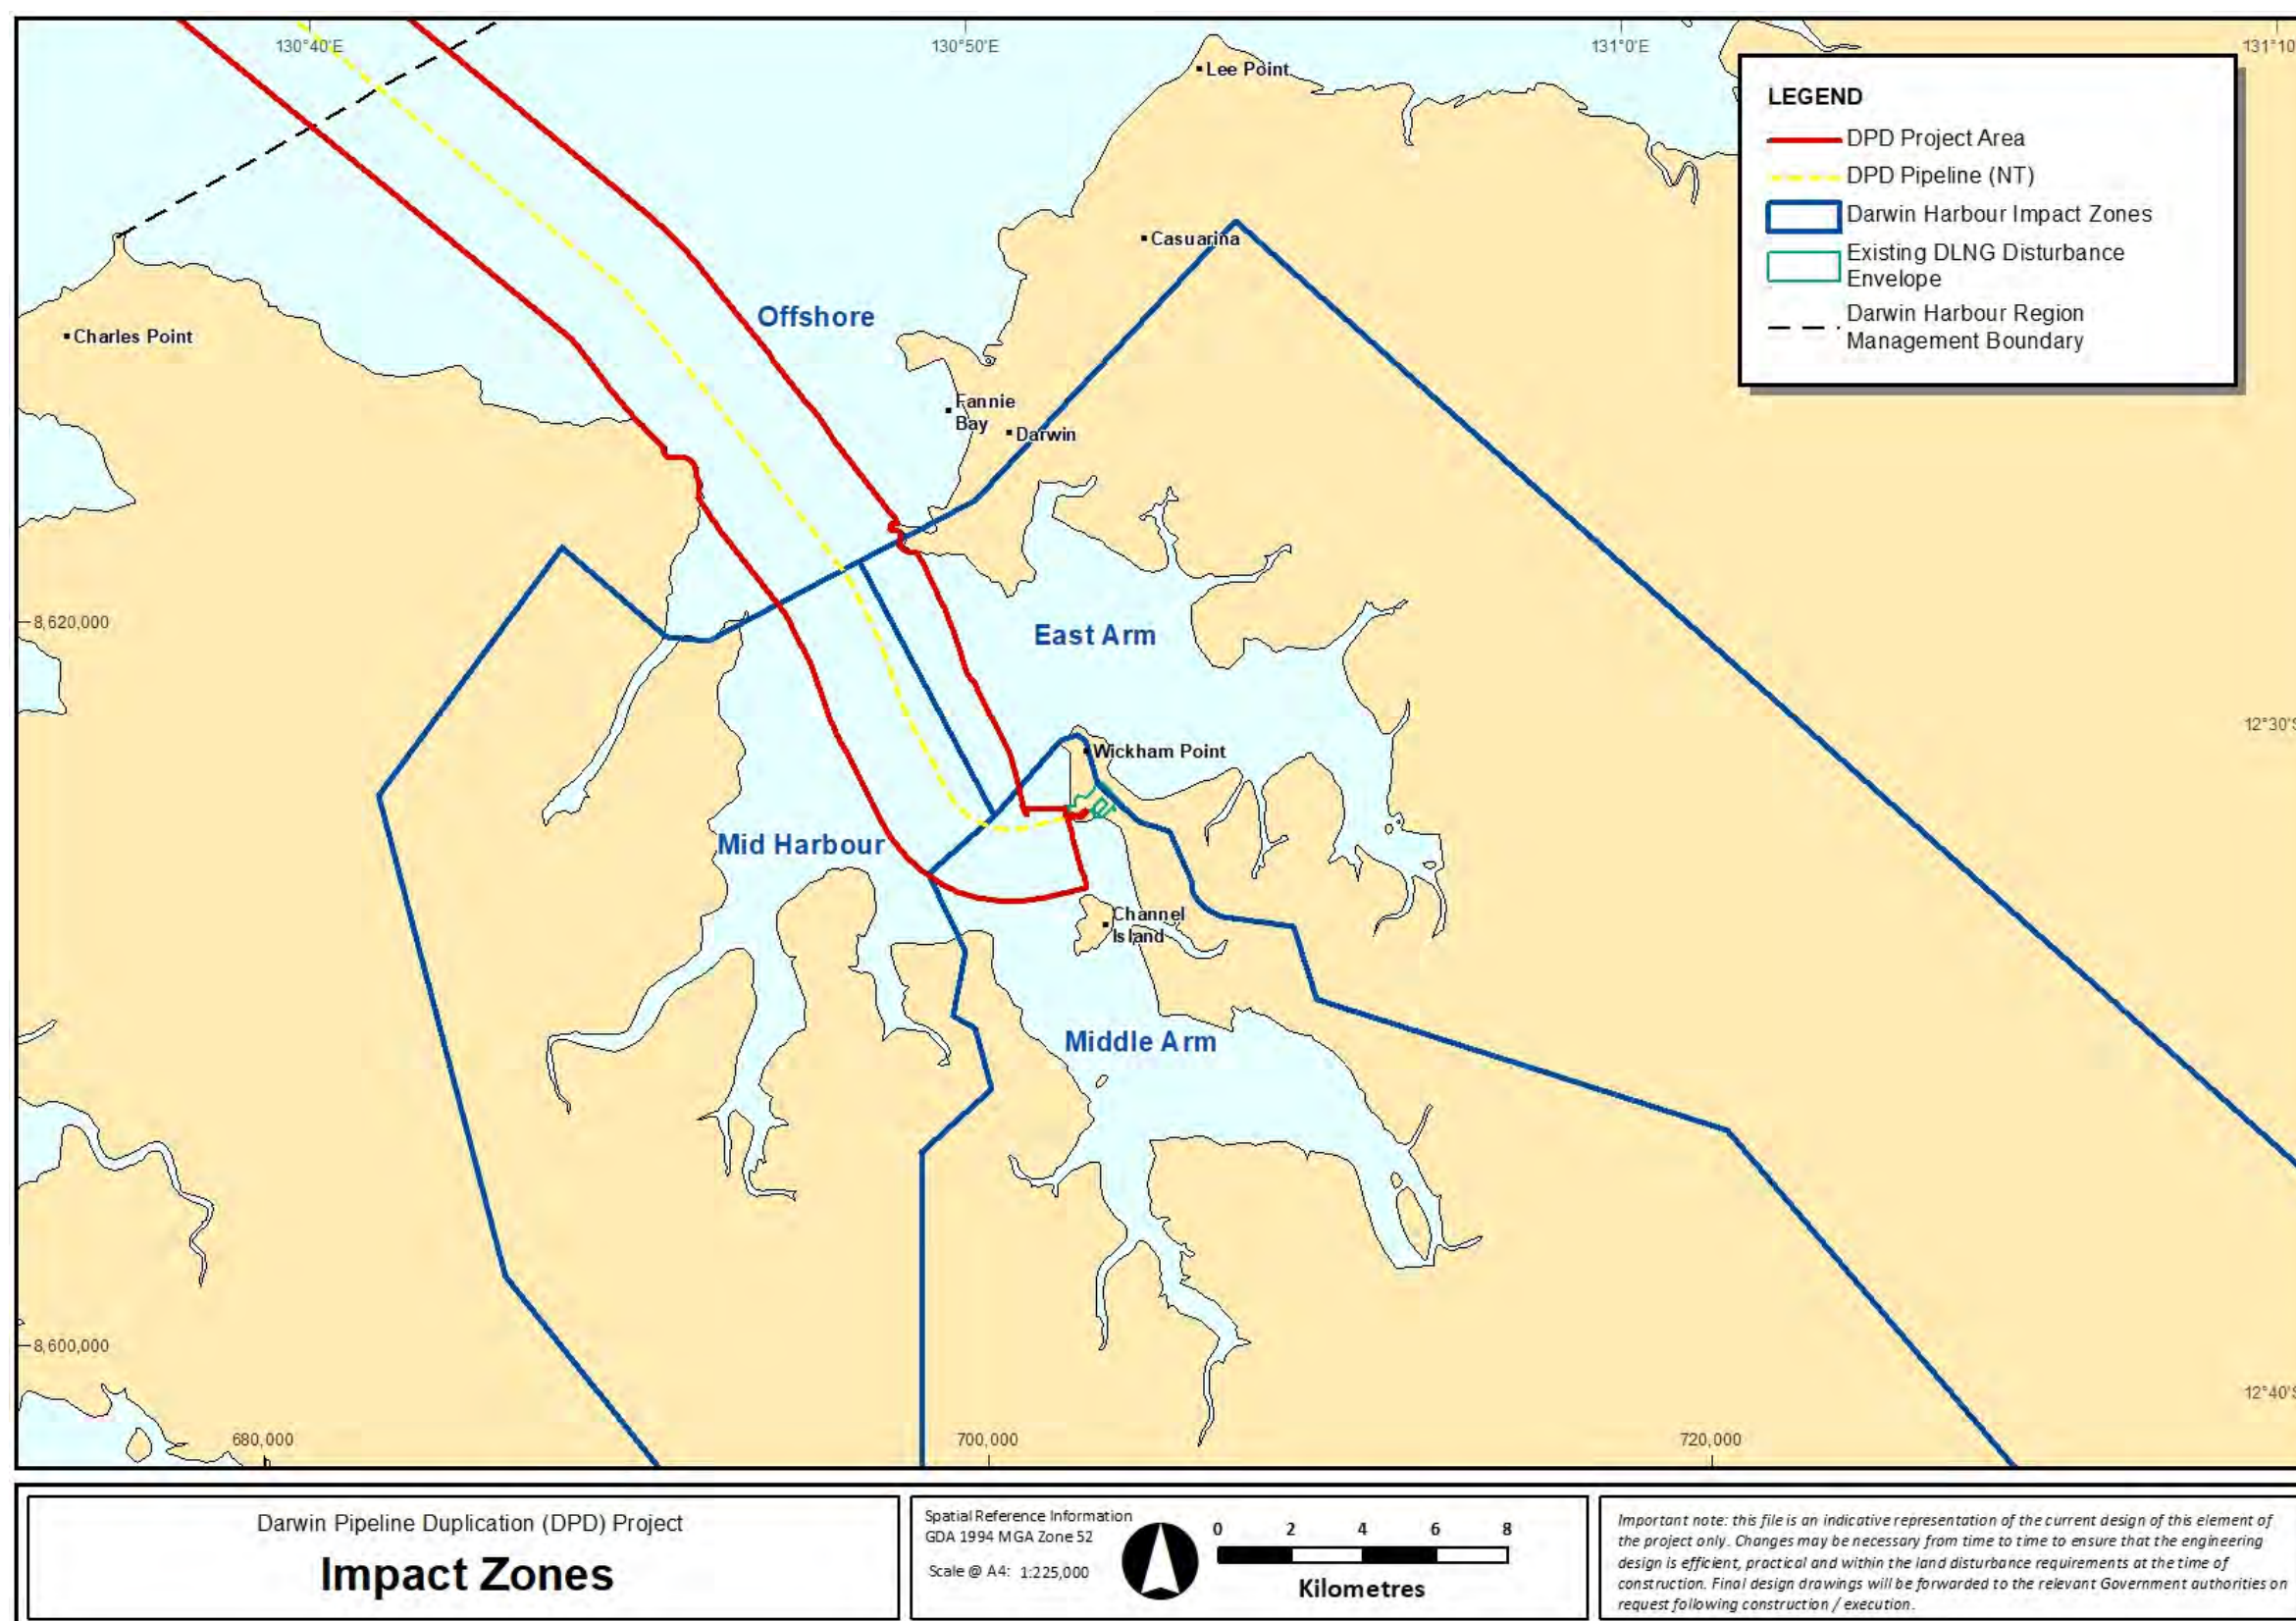 130°40'E
130°50'E
131°0'E
131°10
Lee Point
LEGEND
DPD Project Area
DPD Pipeline (NT)
Darwin Harbour Impact Zones
Existing DLNG Disturbance
Envelope
Darwin Harbour Region
Management Boundary
Casuarina
Offshore
Charles Point
Fannie
Bay
Darwin
8,620,000
East Arm
12°30'S
Wickham Point
Mid Harbour
Channel
Island
Middle Arm
8,600,000
12°40'S
680,000
700,000
720,000
Darwin Pipeline Duplication (DPD) Project
Impact Zones
Spatial Reference Information
GDA 1994 MGA Zone 52
Scale @ A4: 1:225,000
0 2 4 6 8
Kilometres
Important note: this file is an indicative representation of the current design of this element of
the project only. Changes may be necessary from time to time to ensure that the engineering
design is efficient, practical and within the land disturbance requirements at the time of
construction. Final design drawings will be forwarded to the relevant Government authorities on
request following construction / execution.